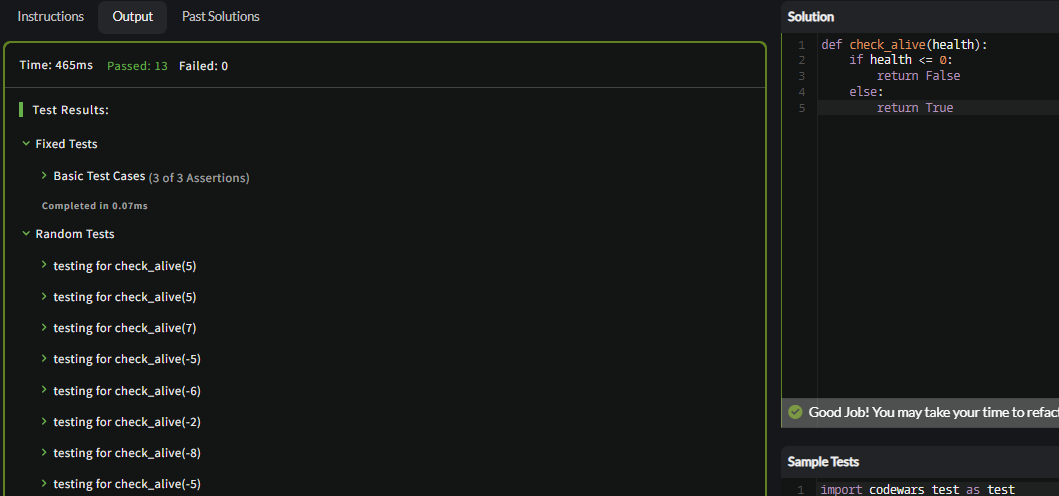 Instructions Output Past Solutions
Time: 465ms Passed: 13 Failed: 0
Test Results:
Fixed Tests
Basic Test Cases (3 of 3 Assertions)
Completed in 0.07ms
Random Tests
testing for check_alive(5)
testing for check_alive(5)
testing for check_alive(7)
testing for check_alive(-5)
testing for check_alive(-6)
testing for check_alive(-2)
testing for check_alive(-8)
testing for check_alive(-5)
Solution
1 def check_alive(health):
2 if health <= 0:
3 return False
4 else:
5 return True
Good Job! You may take your time to refac
Sample Tests
1 import codewars_test as test